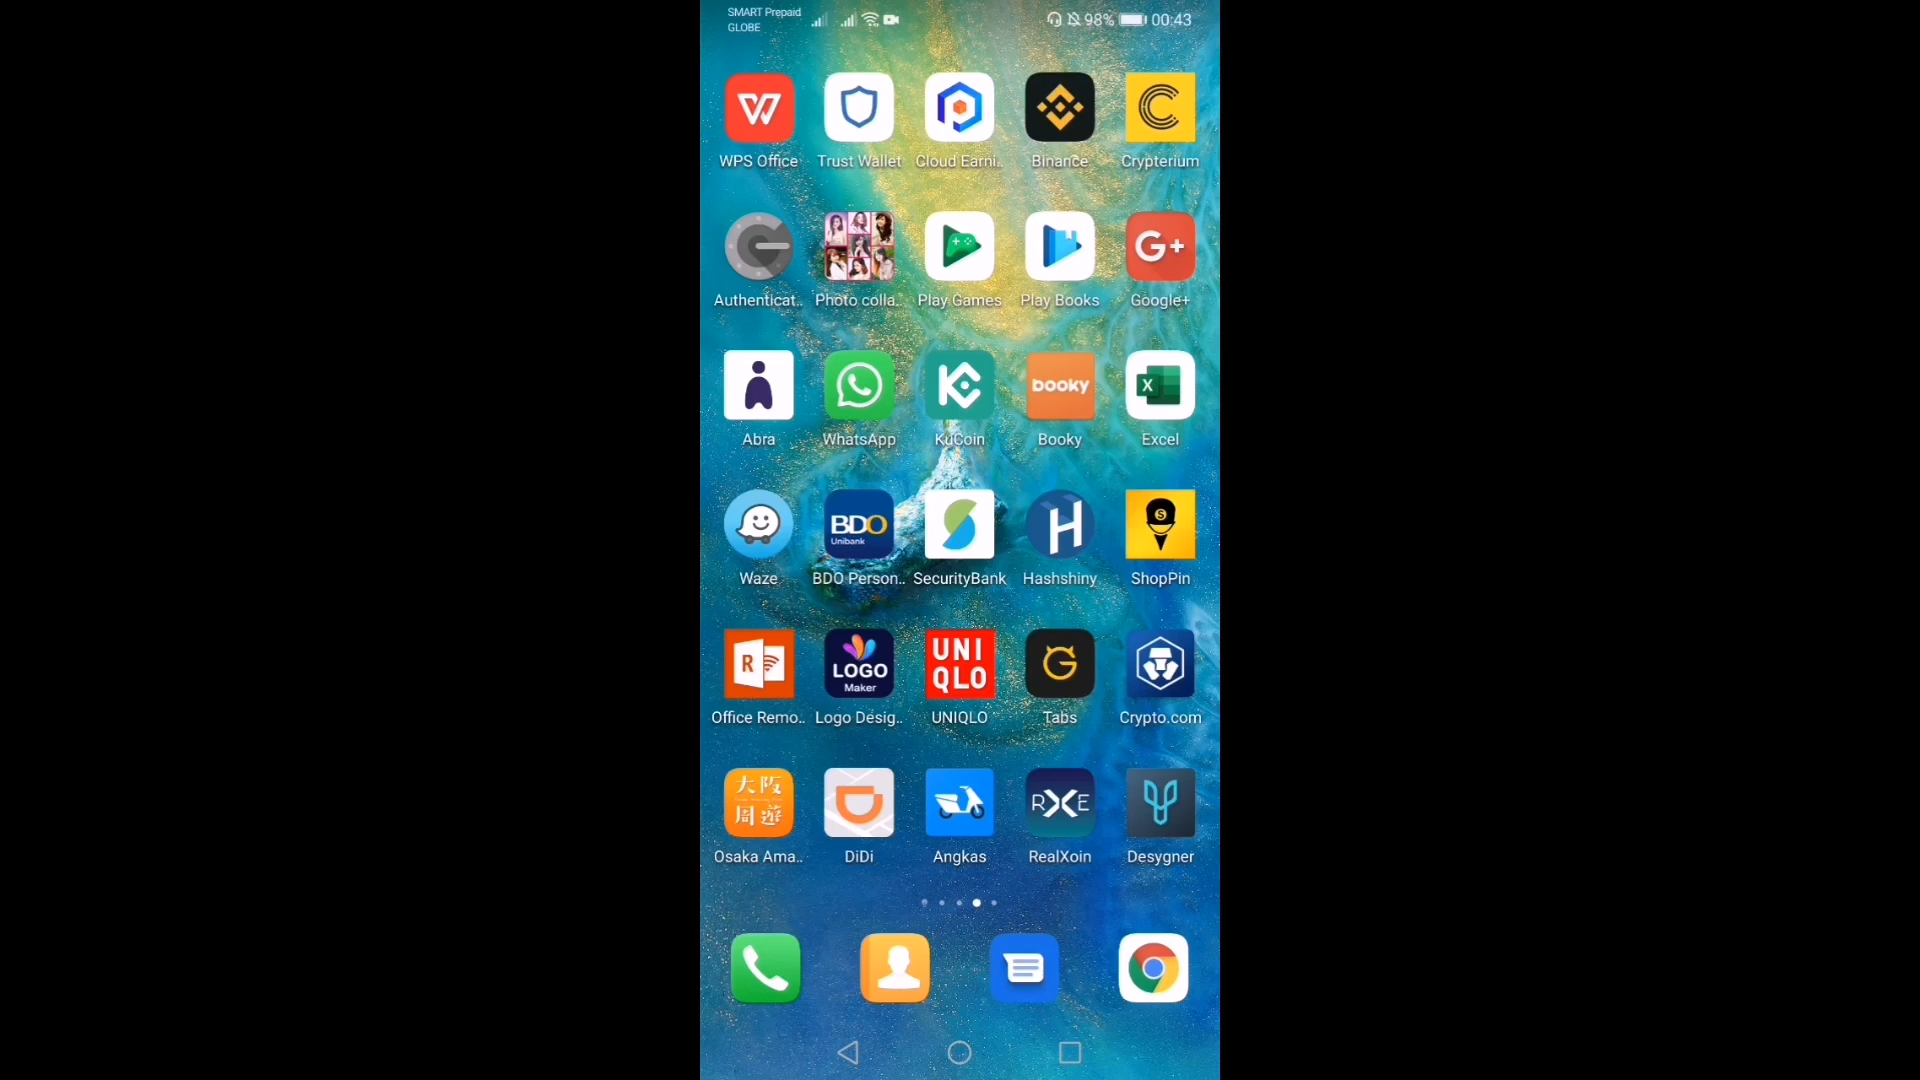 SMART Prepaid
GLOBE
98% 00:43
WPS Office Trust Wallet Cloud Earni.. Binance Crypterium
G+
Authenticat.. Photo colla.. Play Games Play Books Google+
booky X
Abra WhatsApp KuCoin Booky Excel
BDO
Unibank
Waze BDO Person.. SecurityBank Hashshiny ShopPin
R LOGO
Maker
UNI
QLO
Office Remo.. Logo Desig.. UNIQLO Tabs Crypto.com
大阪
周遊
RXE
Osaka Ama.. DiDi Angkas RealXoin Desygner